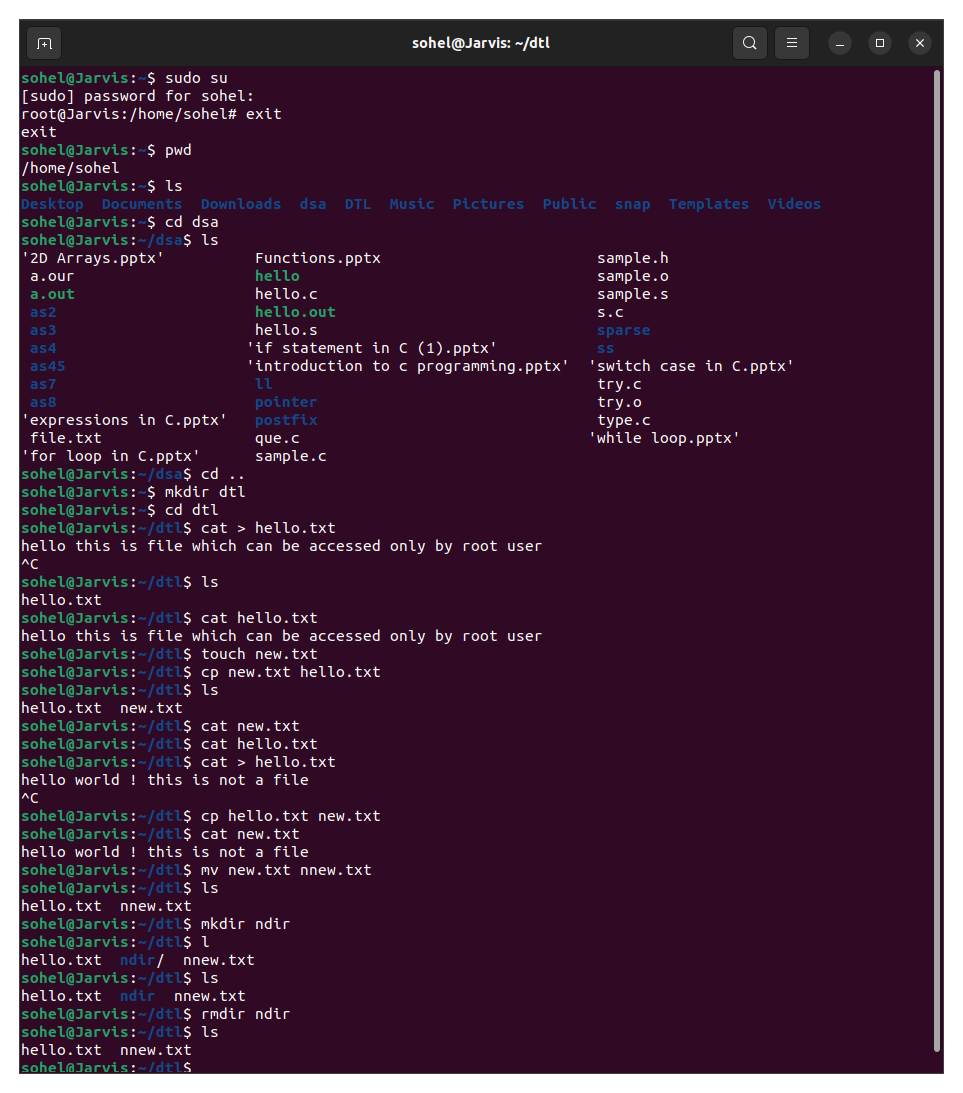 sohel@Jarvis: ~/dtl
sohel@Jarvis:~$ sudo su
[sudo] password for sohel:
root@Jarvis:/home/sohel# exit
exit
sohel@Jarvis:~$ pwd
/home/sohel
sohel@Jarvis:~$ ls
Desktop  Documents  Downloads  dsa  DTL  Music  Pictures  Public  snap  Templates  Videos
sohel@Jarvis:~$ cd dsa
sohel@Jarvis:~/dsa$ ls
'2D Arrays.pptx'          Functions.pptx                        sample.h
 a.our                    hello                                 sample.o
 a.out                    hello.c                               sample.s
 as2                      hello.out                             s.c
 as3                      hello.s                               sparse
 as4                     'if statement in C (1).pptx'           ss
 as45                    'introduction to c programming.pptx'  'switch case in C.pptx'
 as7                      ll                                    try.c
 as8                      pointer                               try.o
'expressions in C.pptx'   postfix                               type.c
 file.txt                 que.c                                'while loop.pptx'
'for loop in C.pptx'      sample.c
sohel@Jarvis:~/dsa$ cd ..
sohel@Jarvis:~$ mkdir dtl
sohel@Jarvis:~$ cd dtl
sohel@Jarvis:~/dtl$ cat > hello.txt
hello this is file which can be accessed only by root user
^C
sohel@Jarvis:~/dtl$ ls
hello.txt
sohel@Jarvis:~/dtl$ cat hello.txt
hello this is file which can be accessed only by root user
sohel@Jarvis:~/dtl$ touch new.txt
sohel@Jarvis:~/dtl$ cp new.txt hello.txt
sohel@Jarvis:~/dtl$ ls
hello.txt  new.txt
sohel@Jarvis:~/dtl$ cat new.txt
sohel@Jarvis:~/dtl$ cat hello.txt
sohel@Jarvis:~/dtl$ cat > hello.txt
hello world ! this is not a file
^C
sohel@Jarvis:~/dtl$ cp hello.txt new.txt
sohel@Jarvis:~/dtl$ cat new.txt
hello world ! this is not a file
sohel@Jarvis:~/dtl$ mv new.txt nnew.txt
sohel@Jarvis:~/dtl$ ls
hello.txt  nnew.txt
sohel@Jarvis:~/dtl$ mkdir ndir
sohel@Jarvis:~/dtl$ l
hello.txt  ndir/  nnew.txt
sohel@Jarvis:~/dtl$ ls
hello.txt  ndir  nnew.txt
sohel@Jarvis:~/dtl$ rmdir ndir
sohel@Jarvis:~/dtl$ ls
hello.txt  nnew.txt
sohel@Jarvis:~/dtl$